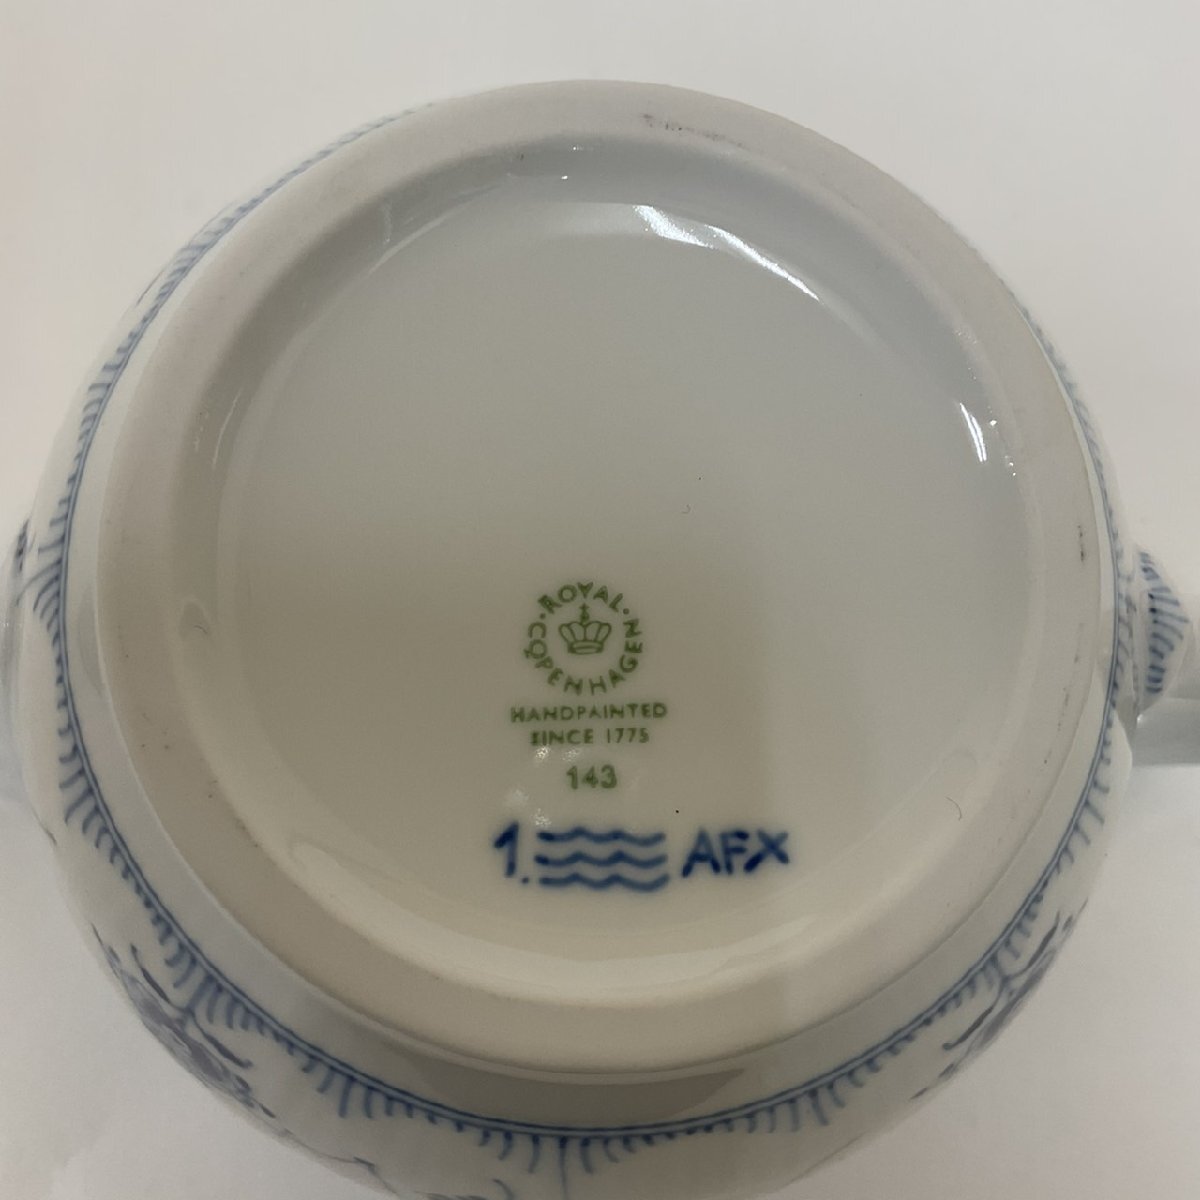 ROYAL · COPENHAGEN ·
HANDPAINTED
SINCE 1775
143
1. AFX